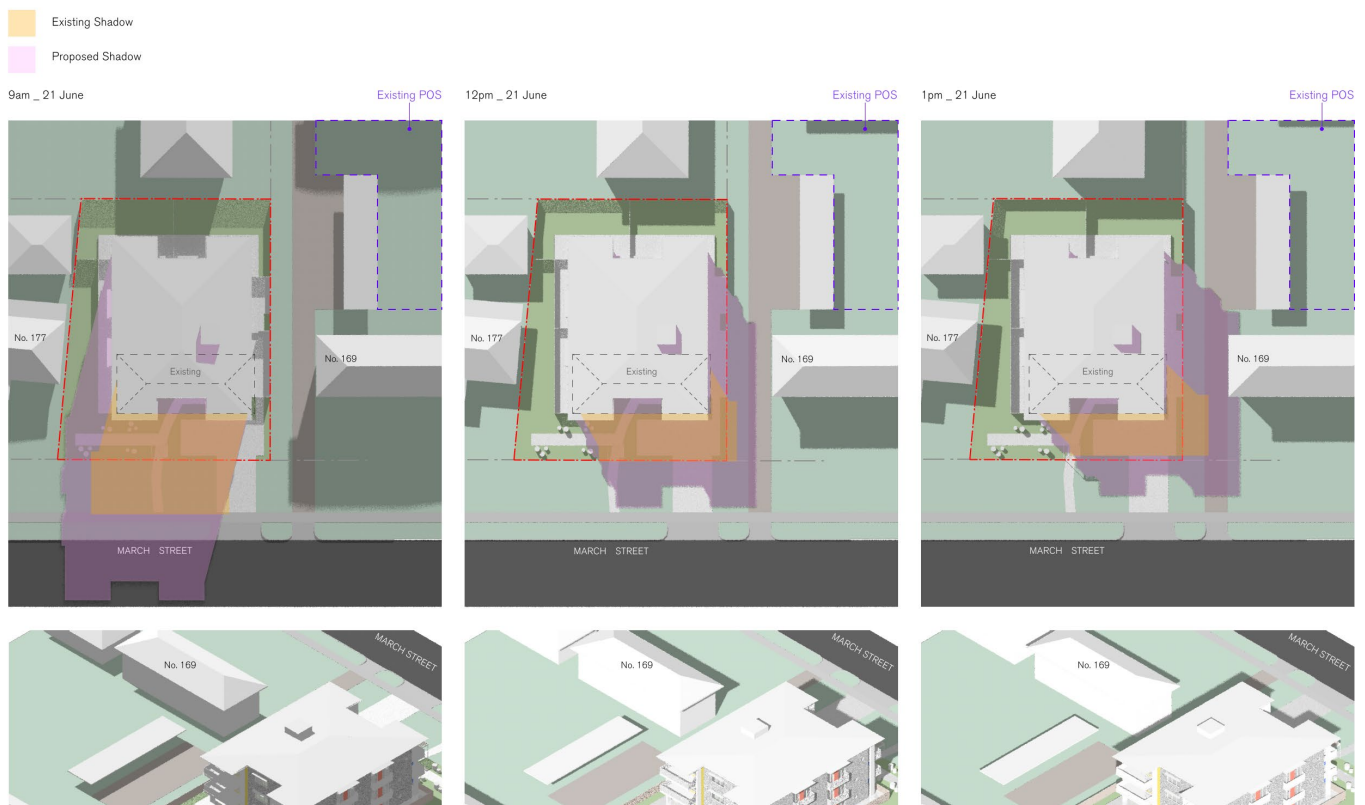 Existing Shadow
Proposed Shadow
9am _ 21 June
Existing POS
12pm _ 21 June
Existing POS
1pm _ 21 June
Existing POS
No. 177
Existing
No. 169
MARCH STREET
No. 177
Existing
No. 169
MARCH STREET
No. 177
Existing
No. 169
MARCH STREET
No. 169
MARCH STREET
No. 169
MARCH STREET
No. 169
MARCH STREET